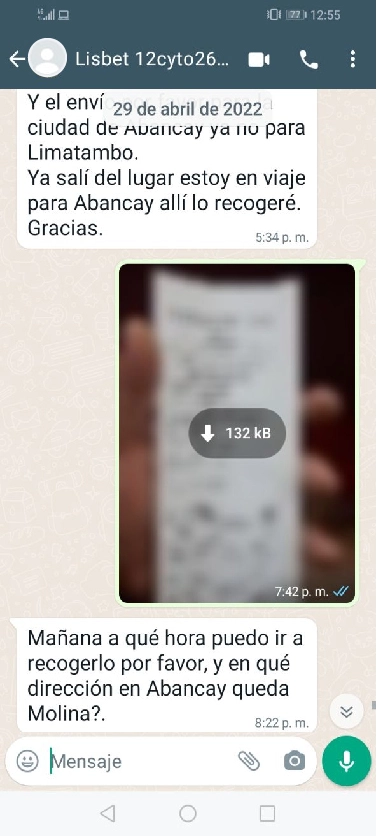 22 12:55
Lisbet 12cyto26...
29 de abril de 2022
Y el enví
ciudad de Abancay ya no para
Limatambo.
Ya salí del lugar estoy en viaje
para Abancay allí lo recogeré.
Gracias.
5:34 p. m.
132 kB
7:42 p. m.
Mañana a qué hora puedo ir a
recogerlo por favor, y en qué
dirección en Abancay queda
Molina?.
8:22 p. m.
Mensaje